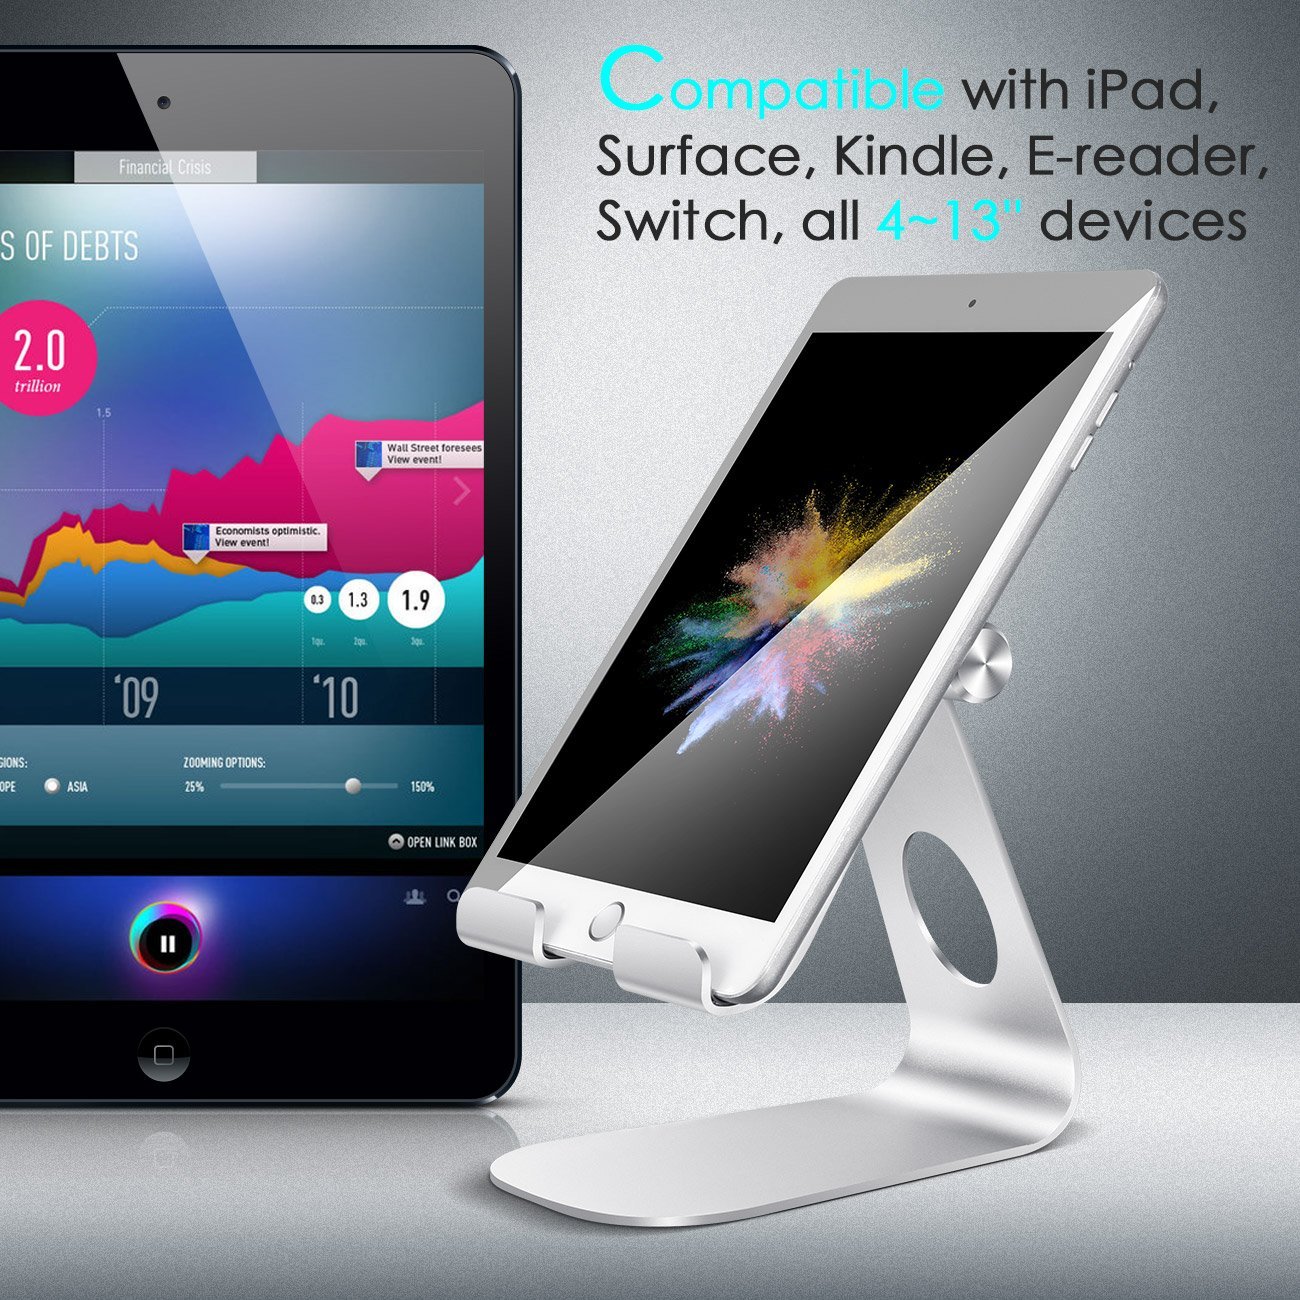 Compatible with iPad,
Surface, Kindle, E-reader,
Switch, all 4~13" devices
Financial Crisis
S OF DEBTS
2.0
trillion
1.5
Wall Street foresees
View event!
Economists optimistic.
View event!
0.3 1.3 1.9
1qu. 2qu. 3qu.
'09 '10
GIONS: ZOOMING OPTIONS:
OPE ASIA 25% 150%
OPEN LINK BOX